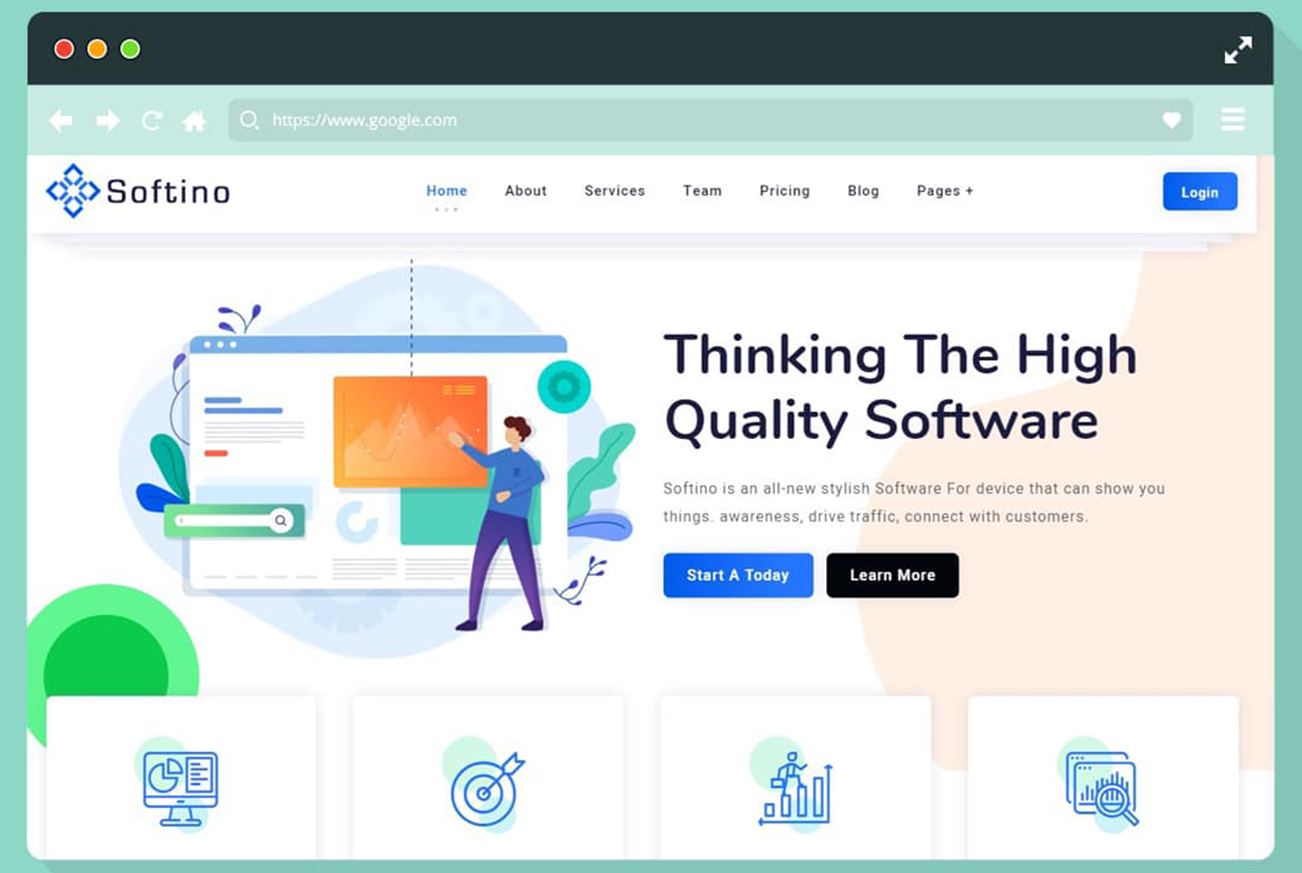 https://www.google.com
Softino
Home About Services Team Pricing Blog Pages + Login
Thinking The High
Quality Software
Softino is an all-new stylish Software For device that can show you
things. awareness, drive traffic, connect with customers.
Start A Today Learn More